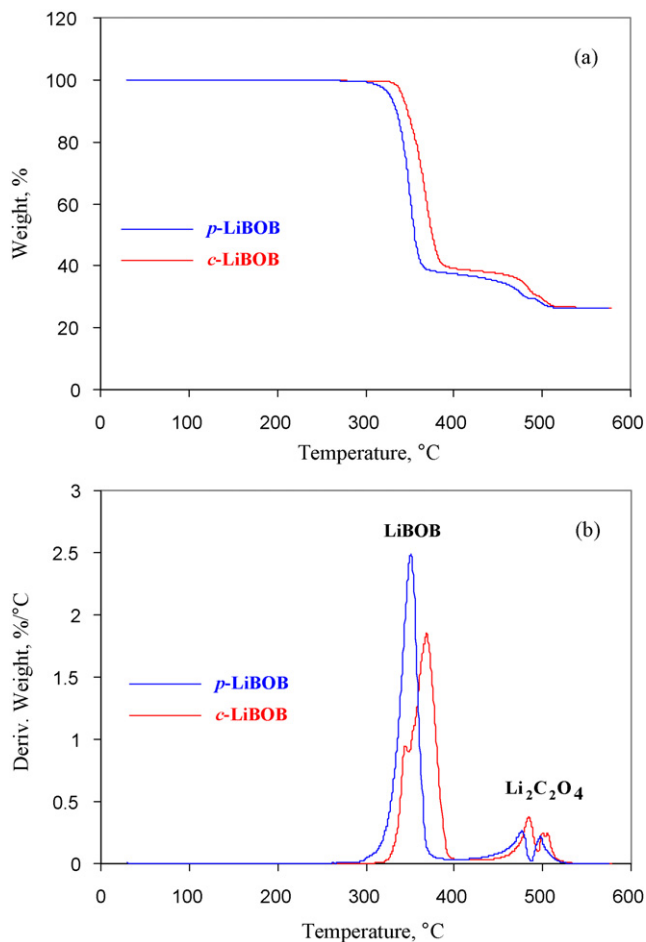 120
(a)
100
80
Weight, %
60
p-LiBOB
c-LiBOB
40
20
0
0 100 200 300 400 500 600
Temperature, °C
3
(b)
LiBOB
2.5
2
Deriv. Weight, %/°C
1.5
p-LiBOB
c-LiBOB
1
Li₂C₂O₄
0.5
0
0 100 200 300 400 500 600
Temperature, °C